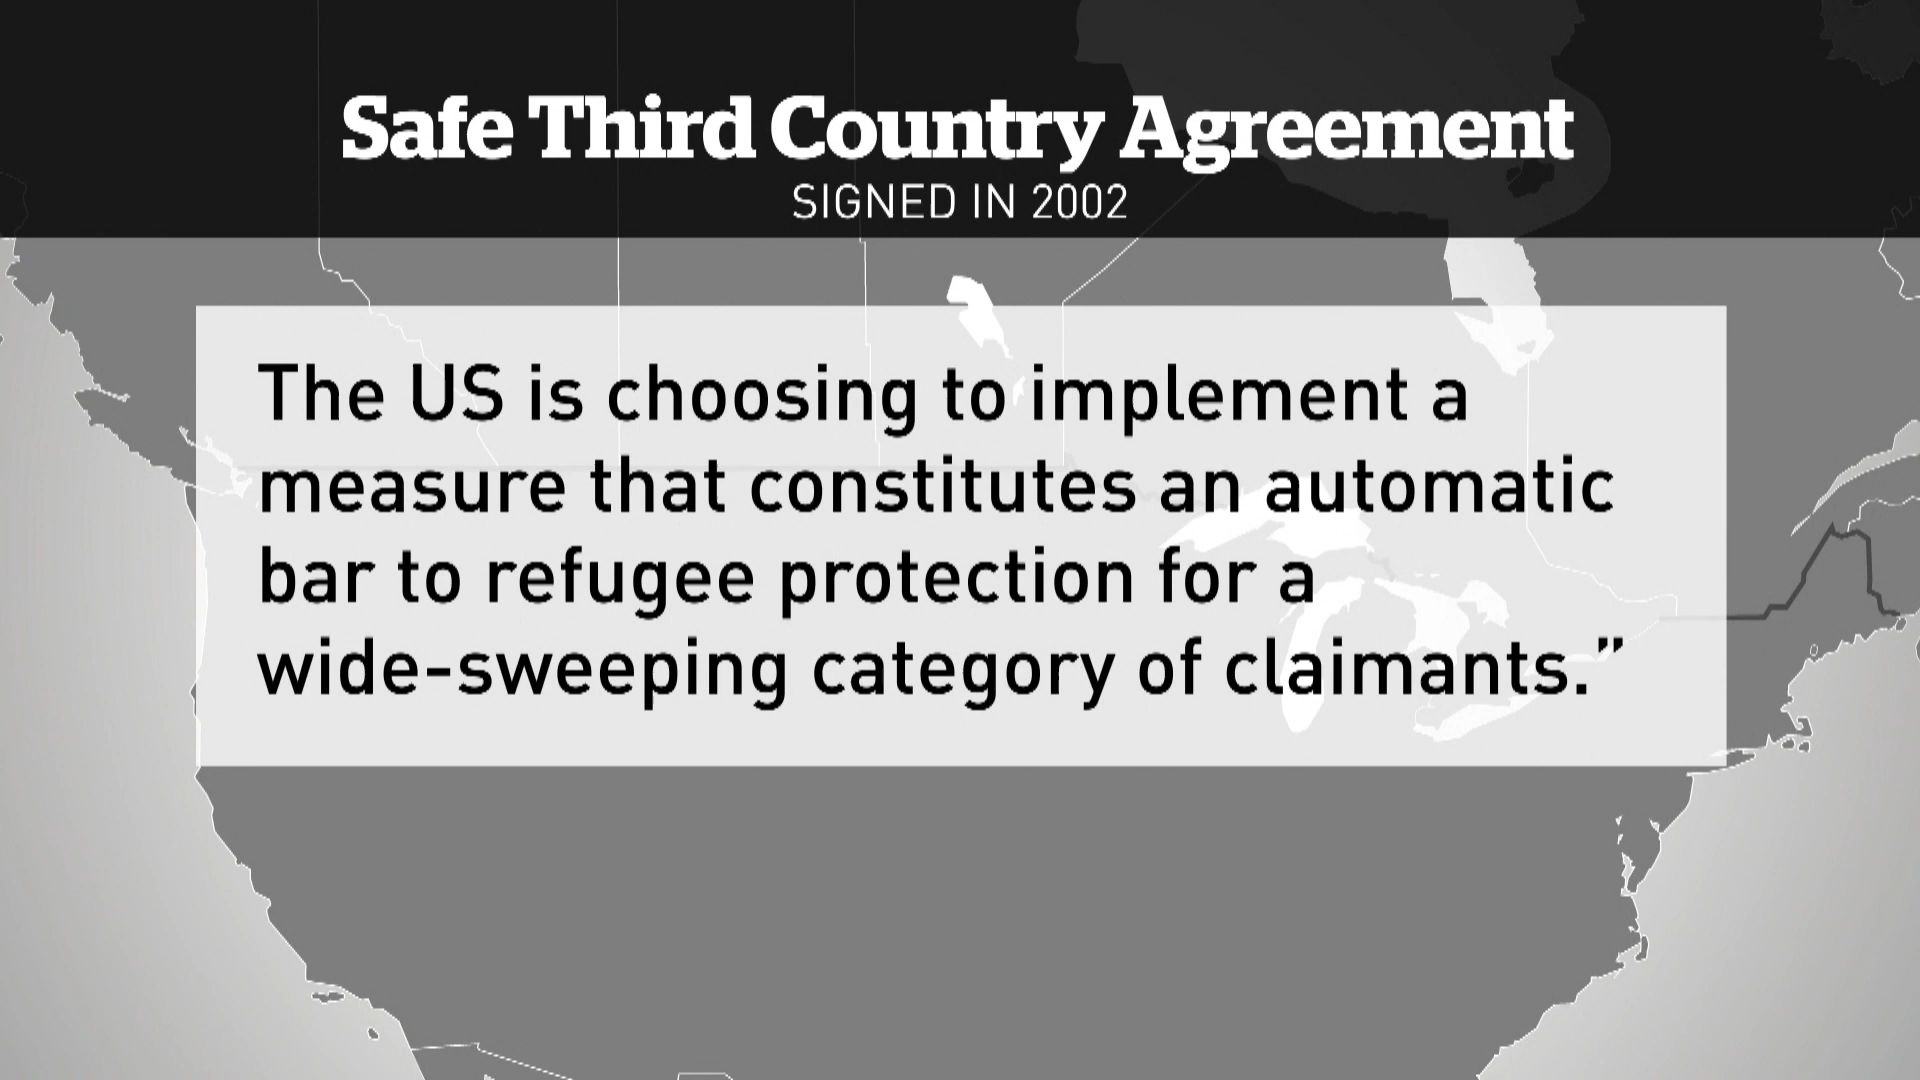 Safe Third Country Agreement
SIGNED IN 2002
The US is choosing to implement a
measure that constitutes an automatic
bar to refugee protection for a
wide-sweeping category of claimants.”